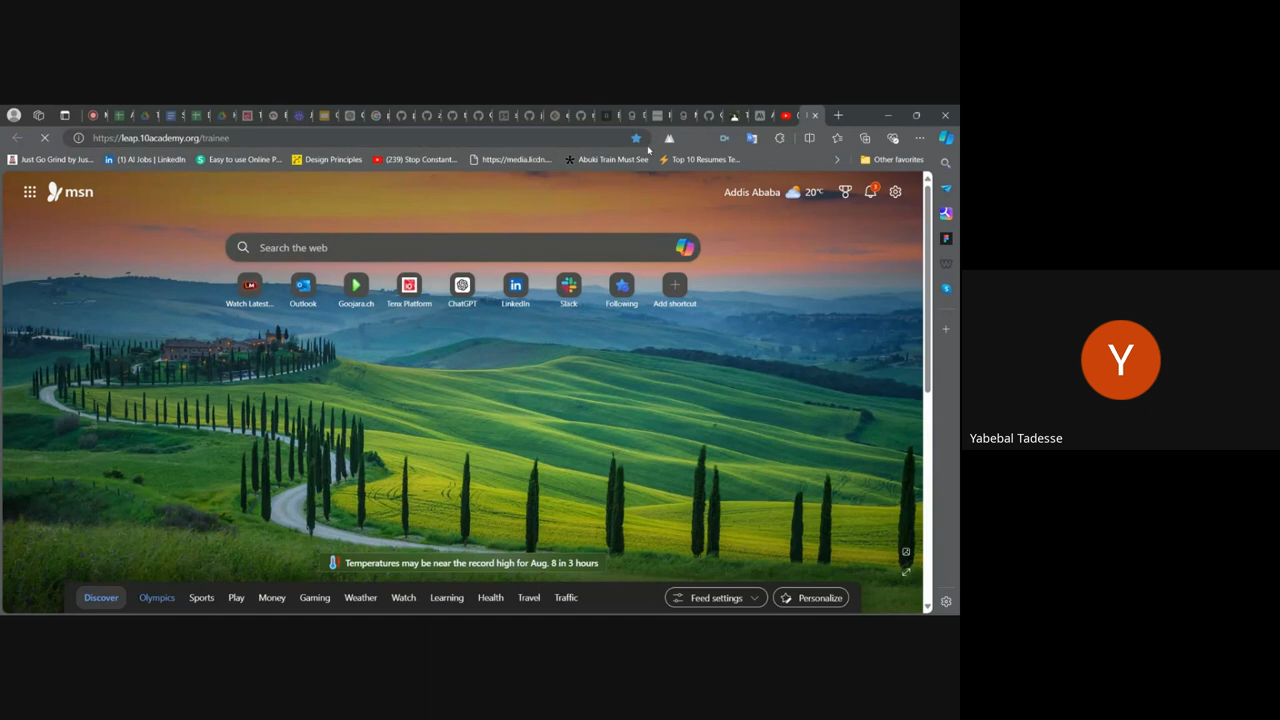 https://leap.10academy.org/trainee
Just Go Grind by Jus...
(1) AI Jobs | LinkedIn
Easy to use Online P...
Design Principles
(239) Stop Constant...
https://media.licdn....
Abuki Train Must See
Top 10 Resumes Te...
Other favorites
msn
Addis Ababa
20°C
3
Search the web
Watch Latest...
Outlook
Goojara.ch
Tenx Platform
ChatGPT
LinkedIn
Slack
Following
Add shortcut
Y
Yabebal Tadesse
Temperatures may be near the record high for Aug. 8 in 3 hours
Discover
Olympics
Sports
Play
Money
Gaming
Weather
Watch
Learning
Health
Travel
Traffic
Feed settings
Personalize